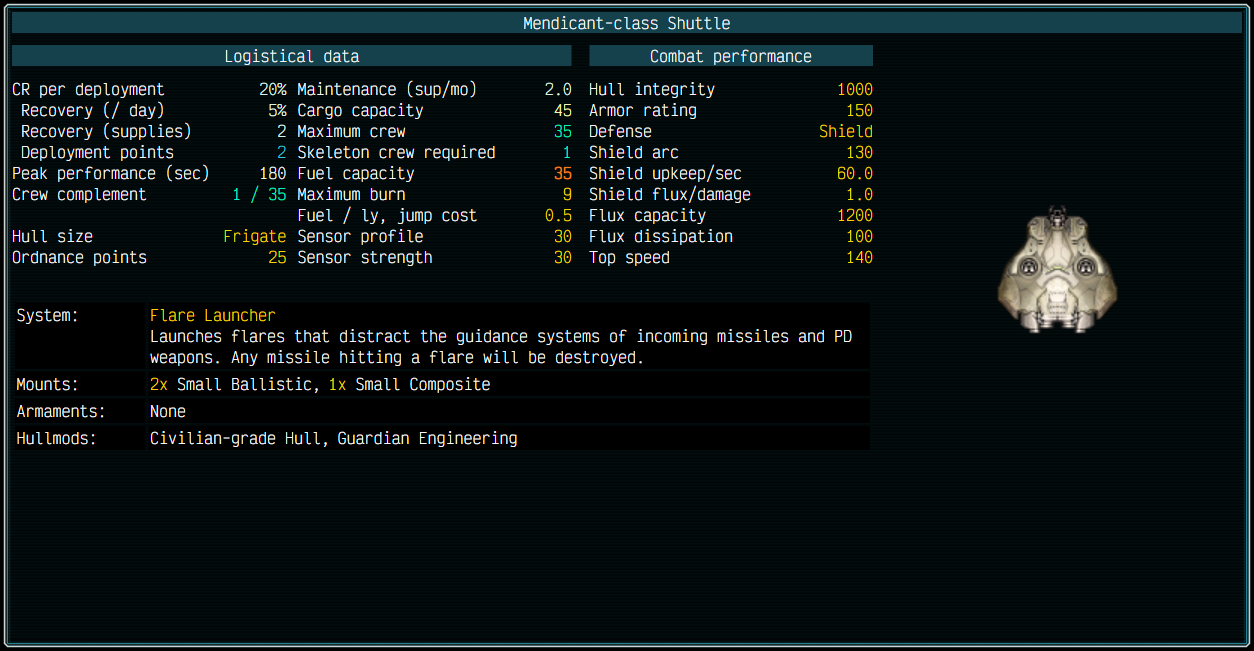 Mendicant-class Shuttle
Logistical data
Combat performance
CR per deployment 20% Maintenance (sup/mo) 2.0 Hull integrity 1000
Recovery (/ day) 5% Cargo capacity 45 Armor rating 150
Recovery (supplies) 2 Maximum crew 35 Defense Shield
Deployment points 2 Skeleton crew required 1 Shield arc 130
Peak performance (sec) 180 Fuel capacity 35 Shield upkeep/sec 60.0
Crew complement 1 / 35 Maximum burn 9 Shield flux/damage 1.0
Fuel / ly, jump cost 0.5 Flux capacity 1200
Hull size Frigate Sensor profile 30 Flux dissipation 100
Ordnance points 25 Sensor strength 30 Top speed 140
System: Flare Launcher
Launches flares that distract the guidance systems of incoming missiles and PD
weapons. Any missile hitting a flare will be destroyed.
Mounts: 2x Small Ballistic, 1x Small Composite
Armaments: None
Hullmods: Civilian-grade Hull, Guardian Engineering